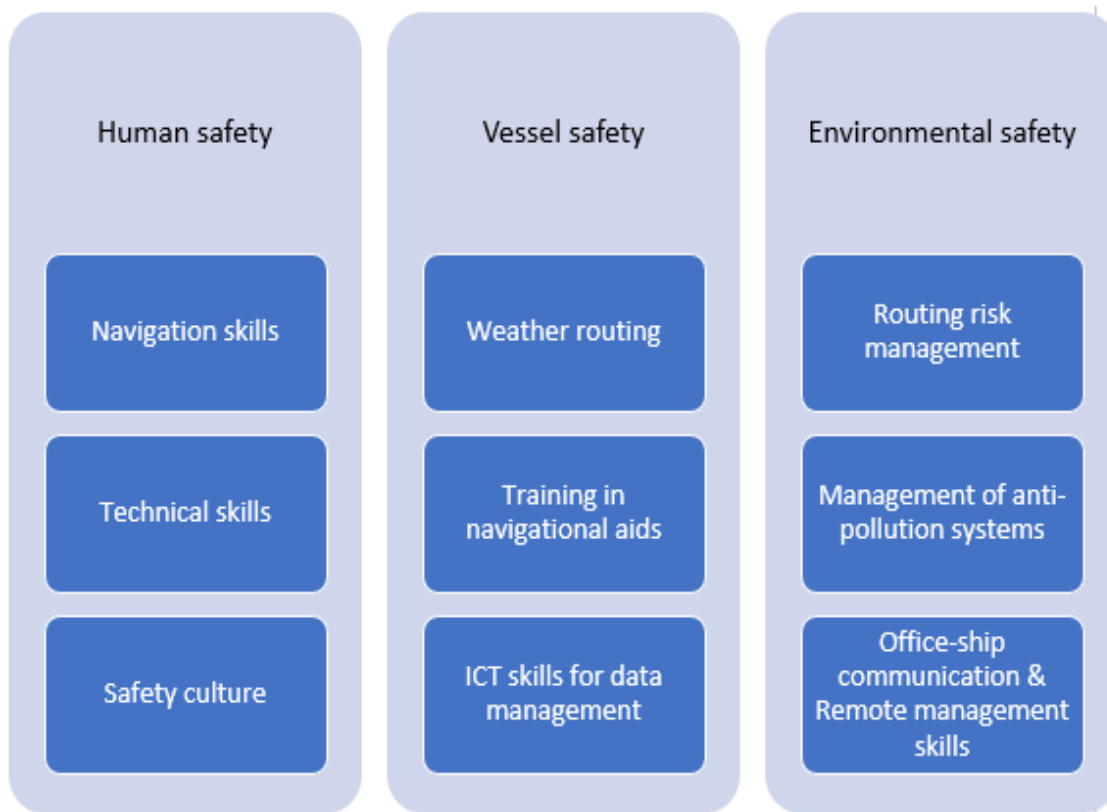 Human safety
Navigation skills
Technical skills
Safety culture
Vessel safety
Weather routing
Training in
navigational aids
ICT skills for data
management
Environmental safety
Routing risk
management
Management of anti-
pollution systems
Office-ship
communication &
Remote management
skills